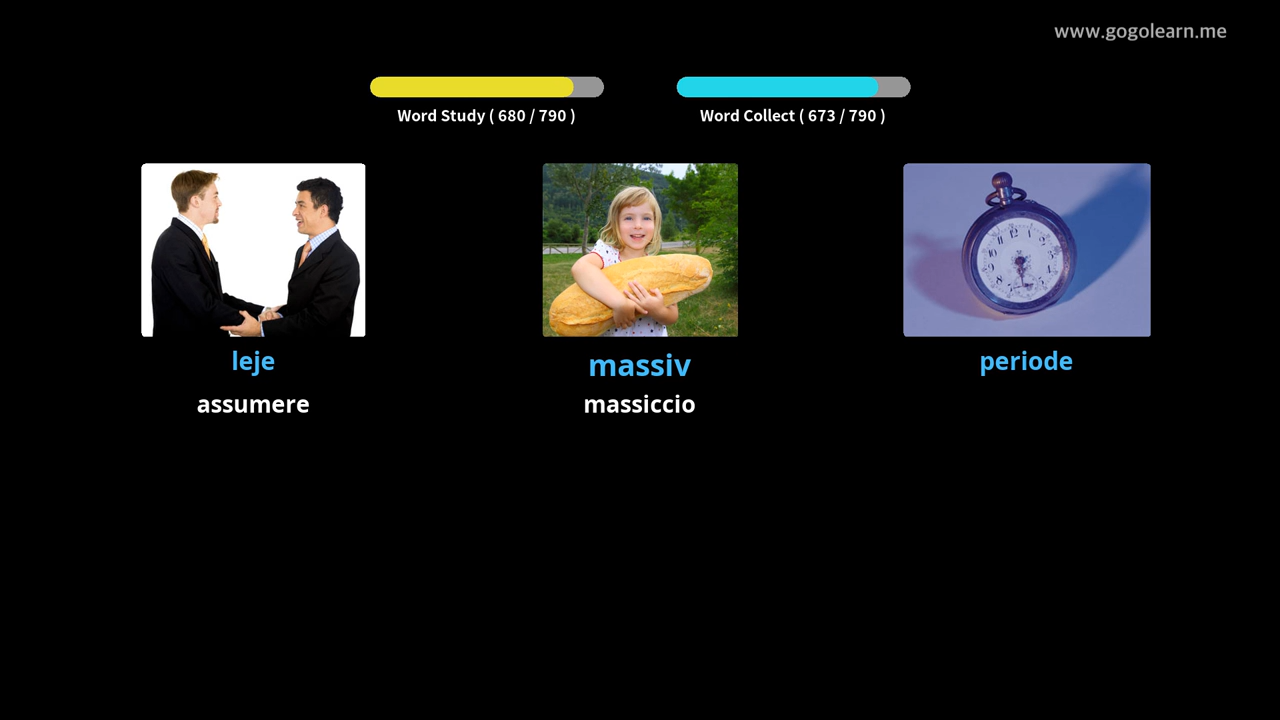 www.gogolearn.me
Word Study ( 680 / 790 )
Word Collect ( 673 / 790 )
leje
massiv
periode
assumere
massiccio